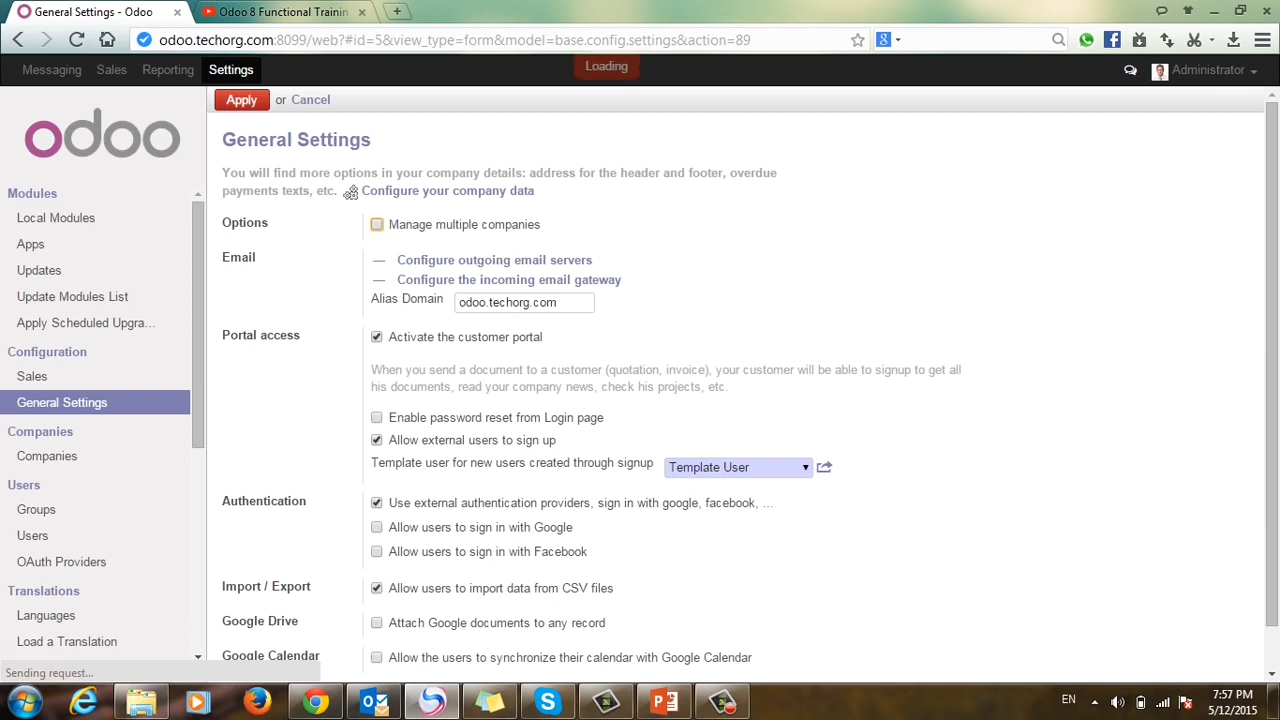 General Settings - Odoo
Odoo 8 Functional Trainin
odoo.techorg.com:8099/web?#id=5&view_type=form&model=base.config.settings&action=89
Messaging Sales Reporting Settings
Loading
Administrator
Apply or Cancel
odoo
General Settings
You will find more options in your company details: address for the header and footer, overdue
payments texts, etc. Configure your company data
Modules
Local Modules
Apps
Updates
Update Modules List
Apply Scheduled Upgra...
Configuration
Sales
General Settings
Companies
Companies
Users
Groups
Users
OAuth Providers
Translations
Languages
Load a Translation
Options
Manage multiple companies
Email
Configure outgoing email servers
Configure the incoming email gateway
Alias Domain odoo.techorg.com
Portal access
Activate the customer portal
When you send a document to a customer (quotation, invoice), your customer will be able to signup to get all
his documents, read your company news, check his projects, etc.
Enable password reset from Login page
Allow external users to sign up
Template user for new users created through signup Template User
Authentication
Use external authentication providers, sign in with google, facebook, ...
Allow users to sign in with Google
Allow users to sign in with Facebook
Import / Export
Allow users to import data from CSV files
Google Drive
Attach Google documents to any record
Google Calendar
Allow the users to synchronize their calendar with Google Calendar
Sending request...
EN
7:57 PM
5/12/2015